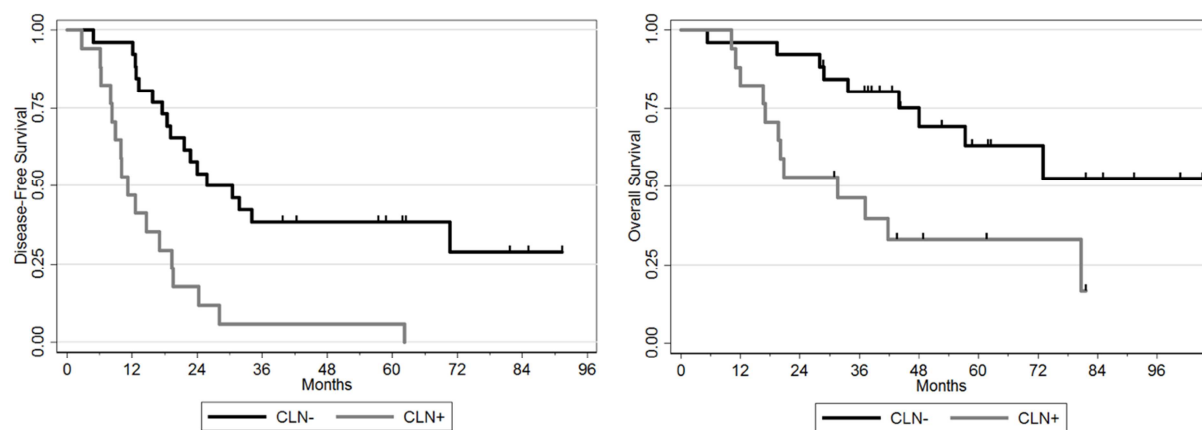 Disease-Free Survival
1.00
0.75
0.50
0.25
0.00
0 12 24 36 48 60 72 84 96
Months
CLN- CLN+
Overall Survival
1.00
0.75
0.50
0.25
0.00
0 12 24 36 48 60 72 84 96
Months
CLN- CLN+